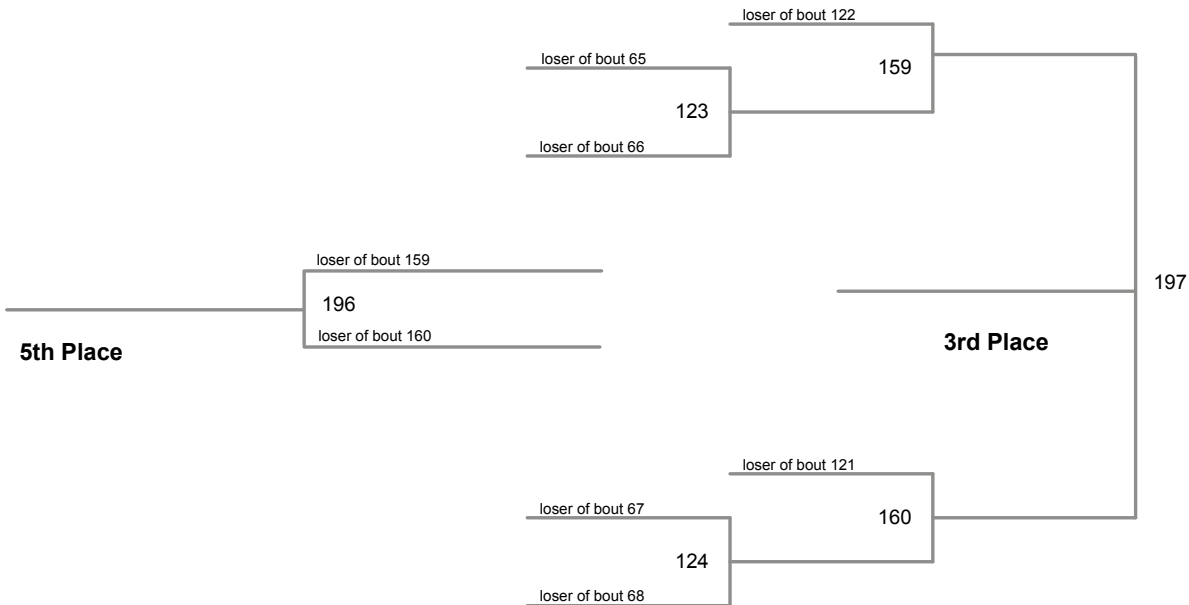 loser of bout 122
loser of bout 65
159
123
loser of bout 66
loser of bout 159
197
196
loser of bout 160
3rd Place
5th Place
loser of bout 121
loser of bout 67
160
124
loser of bout 68